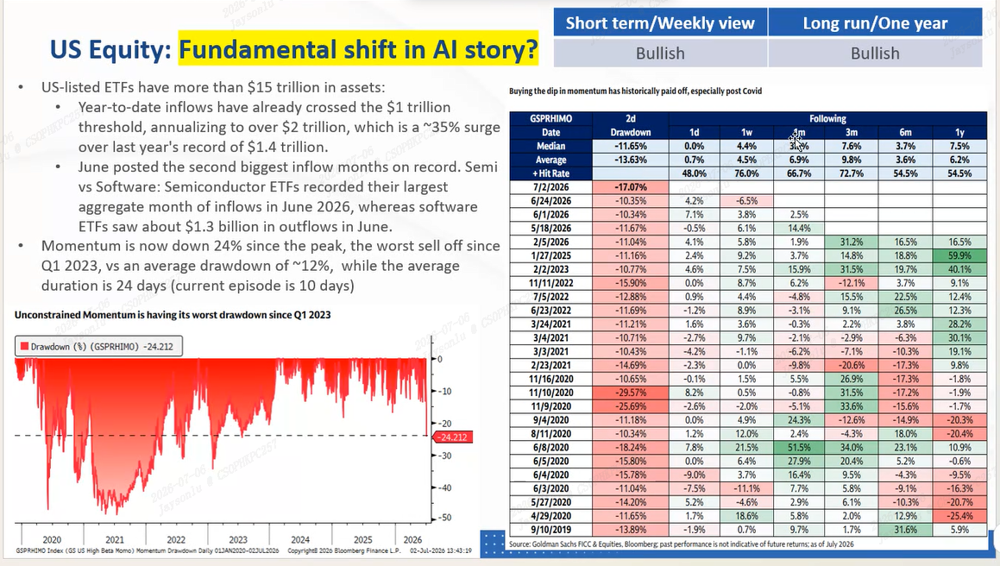 US Equity: Fundamental shift in AI story?
Short term/Weekly view Long run/One year
Bullish Bullish
• US-listed ETFs have more than $15 trillion in assets:
• Year-to-date inflows have already crossed the $1 trillion
threshold, annualizing to over $2 trillion, which is a ~35% surge
over last year's record of $1.4 trillion.
• June posted the second biggest inflow months on record. Semi
vs Software: Semiconductor ETFs recorded their largest
aggregate month of inflows in June 2026, whereas software
ETFs saw about $1.3 billion in outflows in June.
• Momentum is now down 24% since the peak, the worst sell off since
Q1 2023, vs an average drawdown of ~12%, while the average
duration is 24 days (current episode is 10 days)
Unconstrained Momentum is having its worst drawdown since Q1 2023
Drawdown (%) (GSPRHIMO) -24.212
0
-10
-20
-24.212
-30
-40
-50
2020 2021 2022 2023 2024 2025 2026
GSPRHIMO Index (GS US High Beta Momo) Momentum Drawdown Daily 01JAN2020-02JUL2026 Copyright© 2026 Bloomberg Finance L.P. 02-Jul-2026 13:43:19
Buying the dip in momentum has historically paid off, especially post Covid
GSPRHIMO 2d Following
Date Drawdown 1d 1w 3m 6m 1y
Median -11.65% 0.0% 4.4% 7.6% 3.7% 7.5%
Average -13.63% 0.7% 4.5% 6.9% 9.8% 3.6% 6.2%
+ Hit Rate 48.0% 76.0% 66.7% 72.7% 54.5% 54.5%
7/2/2026 -17.07%
6/24/2026 -10.35% 4.2% -6.5%
6/1/2026 -10.34% 7.1% 3.8% 2.5%
5/18/2026 -11.67% -0.5% 6.1% 14.4%
2/5/2026 -11.04% 4.1% 5.8% 1.9% 31.2% 16.5% 16.5%
1/27/2025 -11.16% 2.4% 9.2% 3.7% 14.8% 18.8% 59.9%
2/2/2023 -10.77% 4.6% 7.5% 15.9% 31.5% 19.7% 40.1%
11/11/2022 -15.90% 0.0% 8.7% 6.2% -12.1% 3.7% 9.1%
7/5/2022 -12.88% 0.9% 4.4% -4.8% 15.5% 22.5% 12.4%
6/23/2022 -11.69% -1.2% 8.9% -3.1% 9.1% 26.5% 12.3%
3/24/2021 -11.21% 1.6% 3.6% -0.3% 2.2% 3.8% 28.2%
3/4/2021 -10.71% -2.7% 9.7% -2.1% -2.9% -6.3% 30.1%
3/3/2021 -10.43% -4.2% -1.1% -6.2% -7.1% -10.3% 19.1%
2/23/2021 -14.69% -2.3% 0.0% -9.8% -20.6% -17.3% 9.8%
11/16/2020 -10.65% -0.1% 1.5% 5.5% 26.9% -17.3% -1.8%
11/10/2020 -29.57% 8.2% 0.5% -0.8% 31.5% -17.2% -1.9%
11/9/2020 -25.69% -2.6% -2.0% -5.1% 33.6% -15.6% -1.7%
9/4/2020 -11.18% 0.0% 4.9% 24.3% -12.6% -14.9% -20.3%
8/11/2020 -10.34% 1.2% 12.0% 2.4% -4.3% 18.0% -20.4%
6/8/2020 -18.24% 7.8% 21.5% 51.5% 34.0% 23.1% 10.9%
6/5/2020 -15.80% 0.0% 6.4% 27.9% 20.4% 5.2% -0.6%
6/4/2020 -15.78% -9.0% 3.7% 16.4% 9.5% -4.3% -9.5%
6/3/2020 -11.04% -7.5% -11.1% 7.7% 5.8% -9.1% -16.3%
5/27/2020 -14.20% 5.2% -4.6% 2.9% 6.1% -10.3% -20.7%
4/29/2020 -11.65% 1.7% 18.6% 5.8% 2.0% 12.9% -25.4%
9/10/2019 -13.89% -1.9% 0.7% 9.7% 1.7% 31.6% 5.9%
Source: Goldman Sachs FICC & Equities, Bloomberg; past performance is not indicative of future returns; as of July 2026